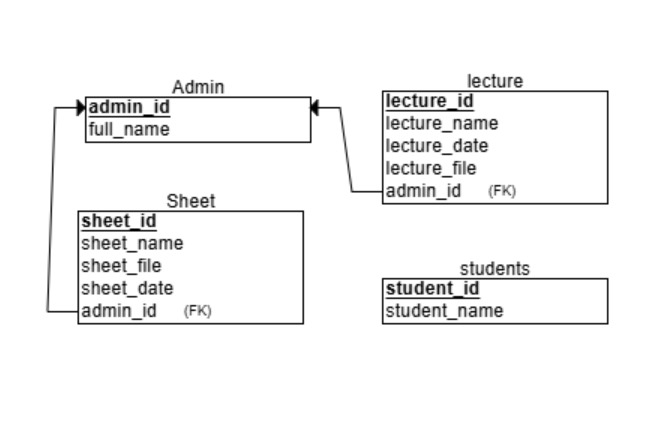 Admin
admin_id
full_name
lecture
lecture_id
lecture_name
lecture_date
lecture_file
admin_id (FK)
Sheet
sheet_id
sheet_name
sheet_file
sheet_date
admin_id (FK)
students
student_id
student_name